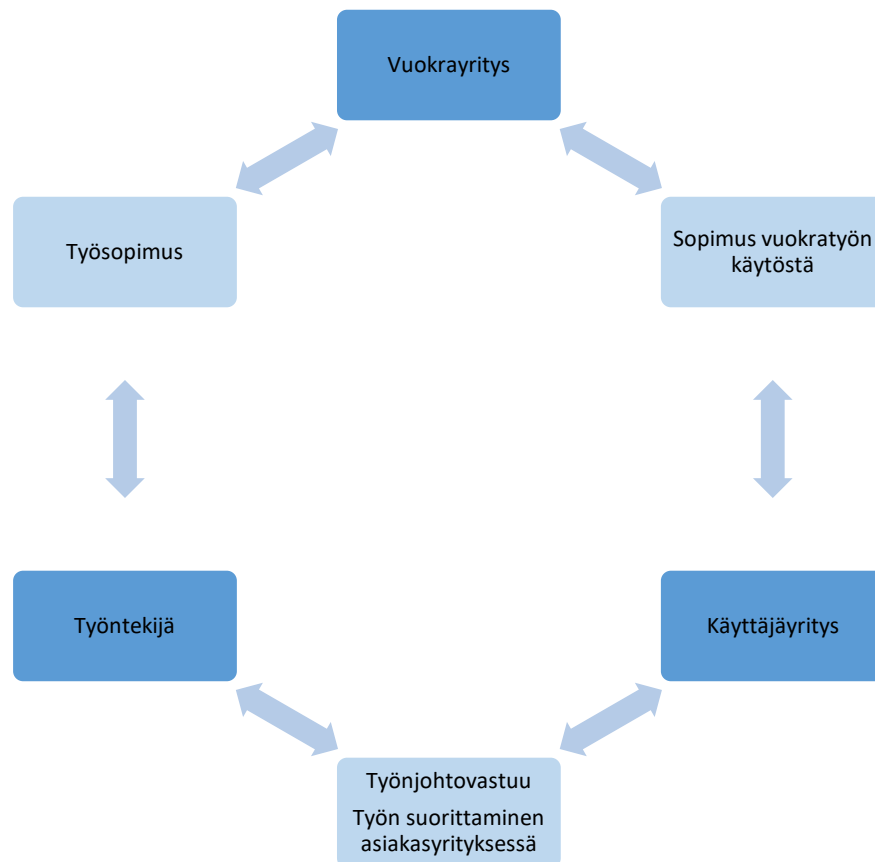 Vuokrayritys
Työsopimus
Sopimus vuokratyön
käytöstä
Työntekijä
Käyttäjäyritys
Työnjohtovastuu
Työn suorittaminen
asiakasyrityksessä